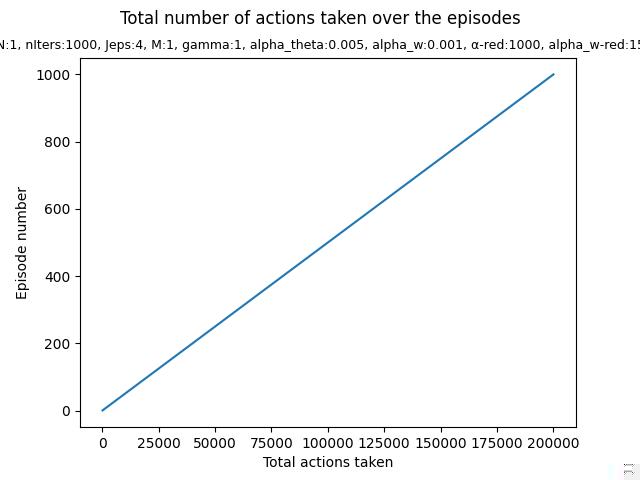 Total number of actions taken over the episodes
N:1, nIters:1000, Jeps:4, M:1, gamma:1, alpha_theta:0.005, alpha_w:0.001, α-red:1000, alpha_w-red:15
1000
800
600
400
200
0
Episode number
0 25000 50000 75000 100000 125000 150000 175000 200000
Total actions taken